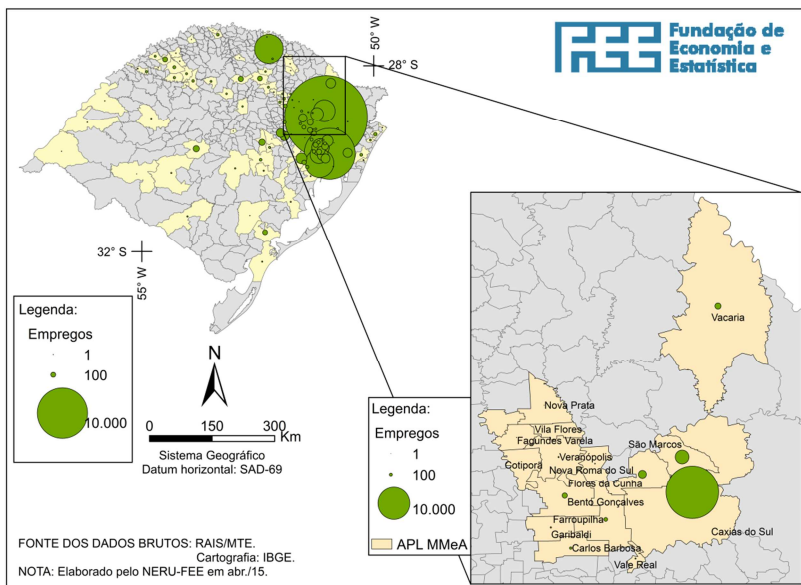 Fundação de
Economia e
Estatística
50° W
28° S
32° S
55° W
Legenda:
Empregos
1
100
10.000
N
0 150 300
Km
Sistema Geográfico
Datum horizontal: SAD-69
FONTE DOS DADOS BRUTOS: RAIS/MTE.
Cartografia: IBGE.
NOTA: Elaborado pelo NERU-FEE em abr./15.
Legenda:
Empregos
1
100
10.000
APL MMeA
Vacaria
Nova Prata
Vila Flores
Fagundes Varela
São Marcos
Veranópolis
Cotiporã
Nova Roma do Sul
Flores da Cunha
Bento Gonçalves
Farroupilha
Garibaldi
Caxias do Sul
Carlos Barbosa
Vale Real